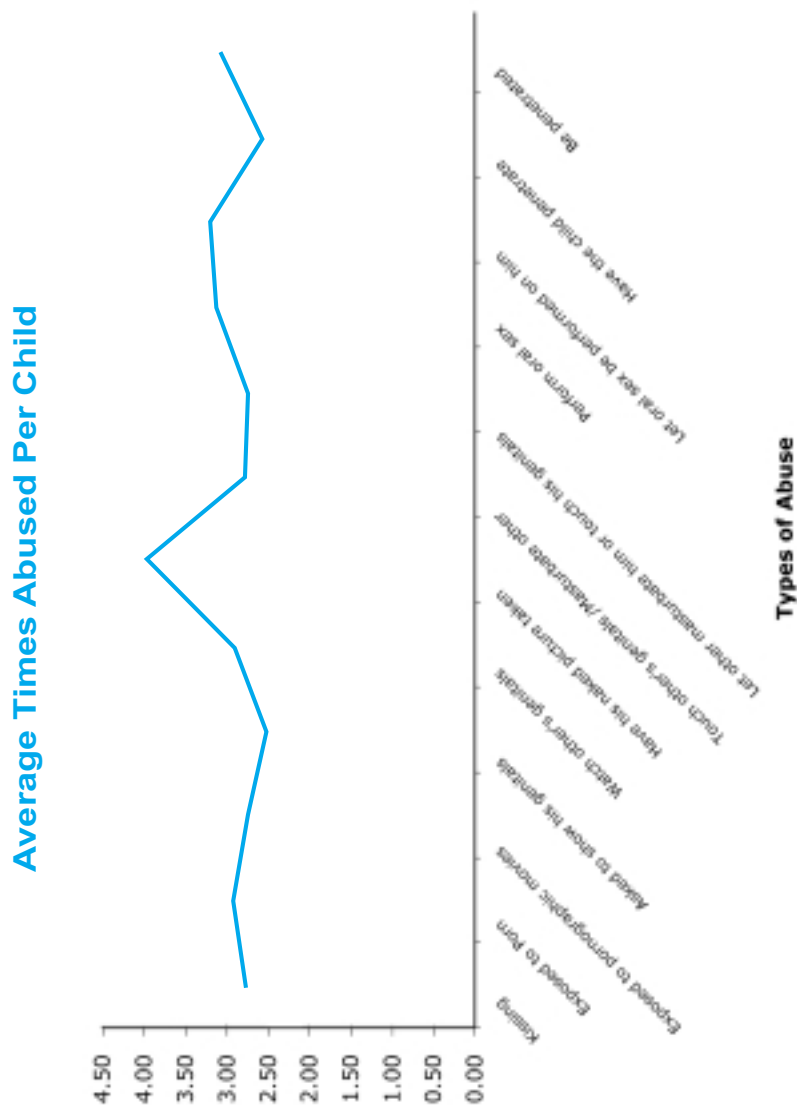 Average Times Abused Per Child
4.50
4.00
3.50
3.00
2.50
2.00
1.50
1.00
0.50
0.00
Kissing
Exposed to Porn
Exposed to pornographic movies
Asked to show his genitals
Watch other's genitals
Have his naked picture taken
Touch other's genitals/Masturbate other
Let other masturbate him or touch his genitals
Perform oral sex
Let oral sex be performed on him
Have the child penetrate
Be penetrated
Types of Abuse